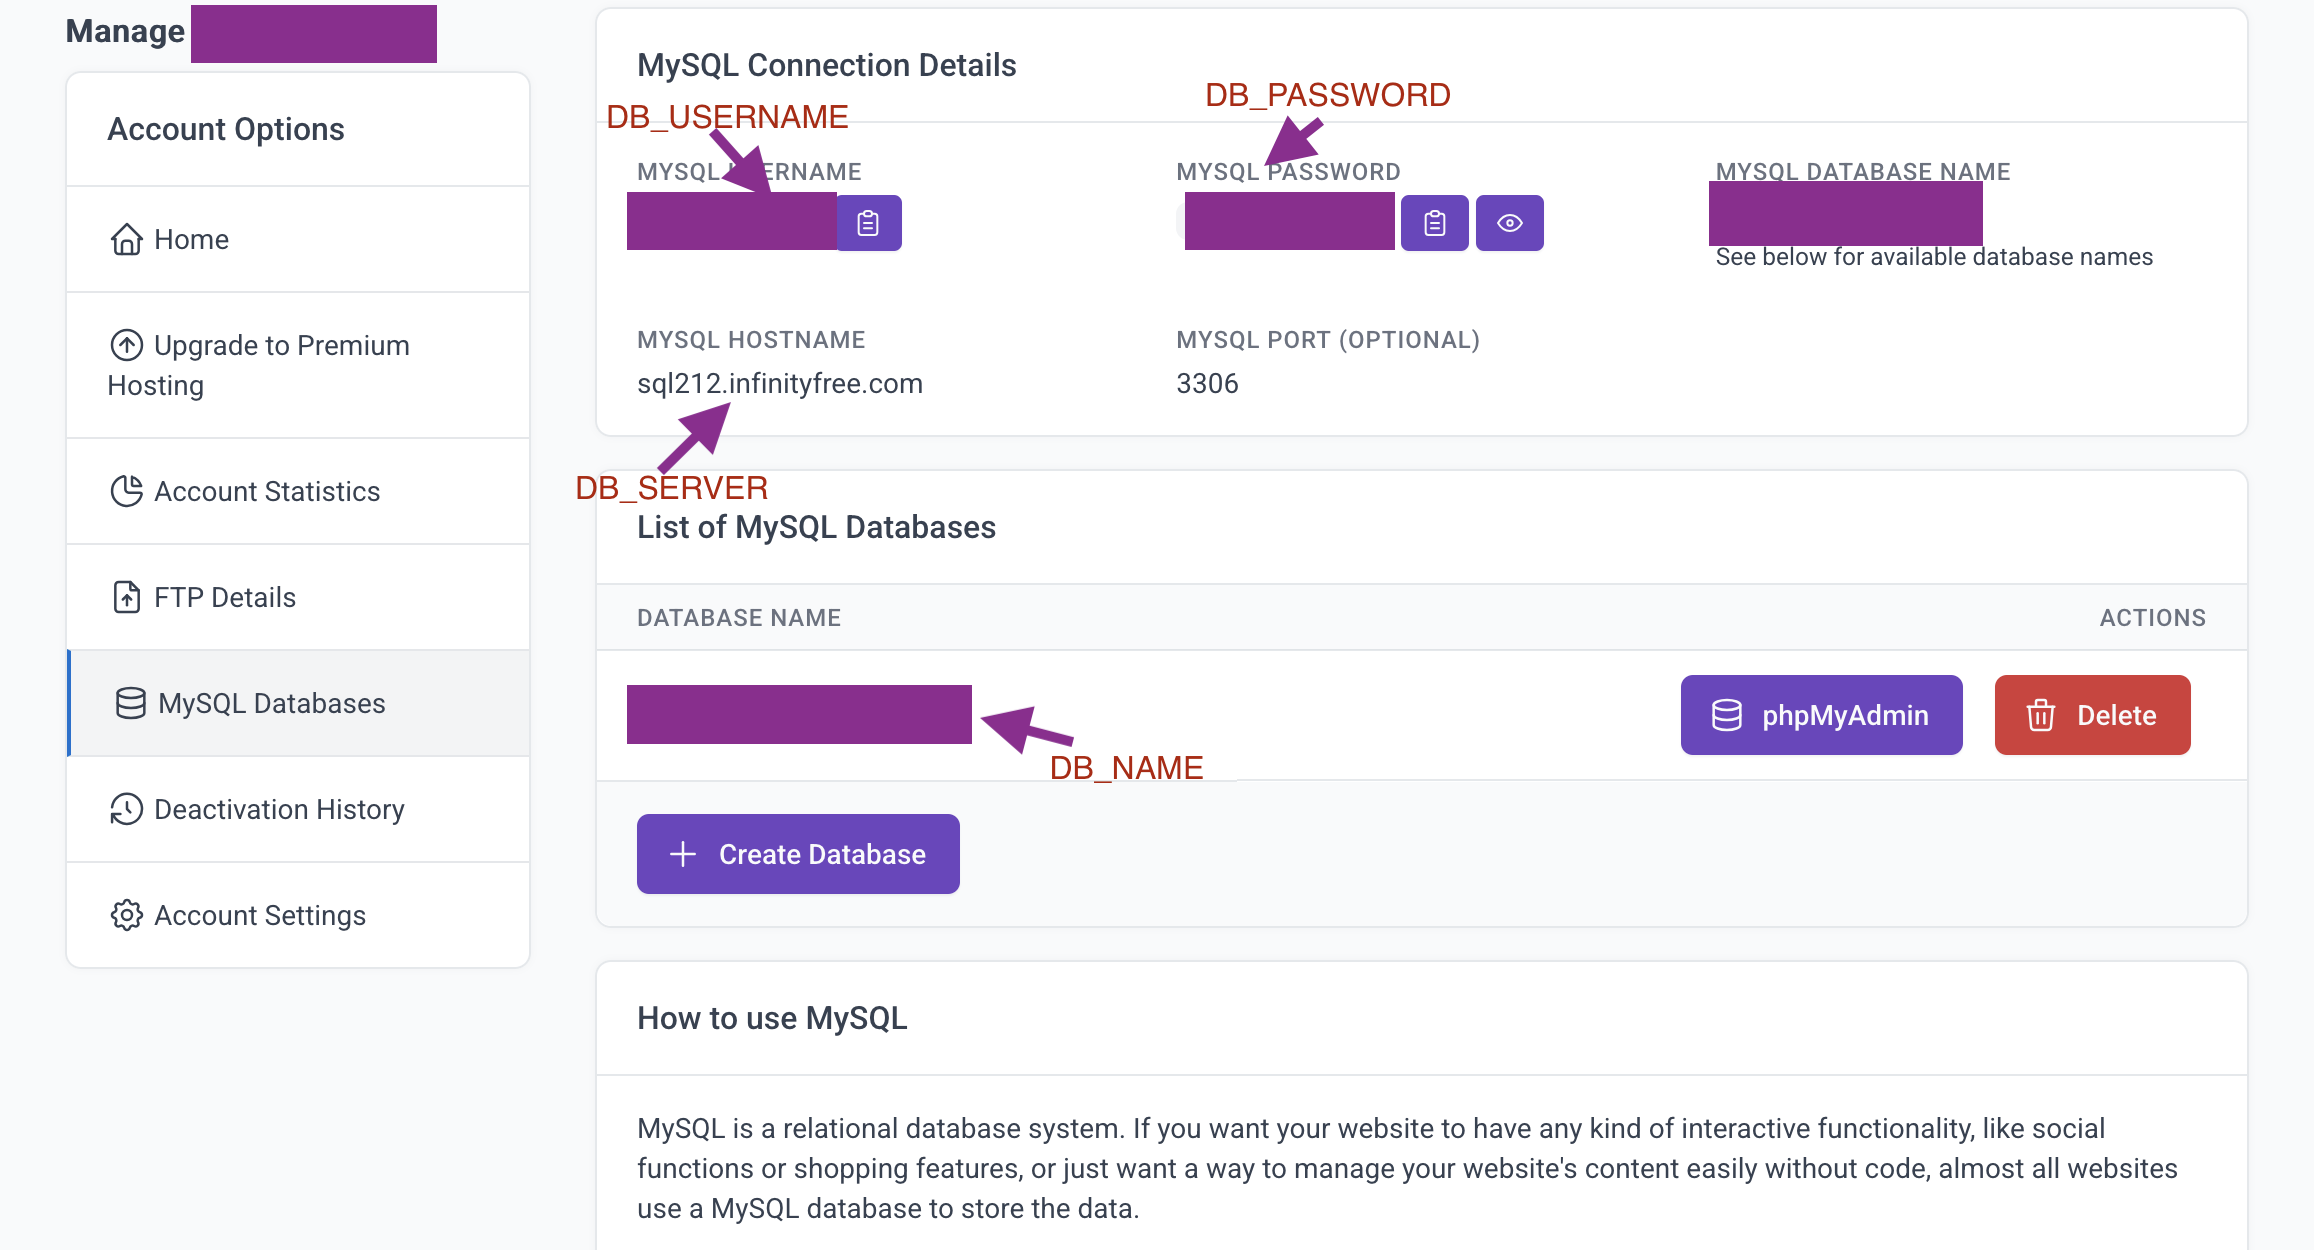 Manage
Account Options
Home
Upgrade to Premium
Hosting
Account Statistics
FTP Details
MySQL Databases
Deactivation History
Account Settings
MySQL Connection Details
DB_USERNAME
DB_PASSWORD
MYSQL USERNAME
MYSQL PASSWORD
MYSQL DATABASE NAME
See below for available database names
MYSQL HOSTNAME
MYSQL PORT (OPTIONAL)
sql212.infinityfree.com
3306
DB_SERVER
List of MySQL Databases
DATABASE NAME
ACTIONS
phpMyAdmin
Delete
DB_NAME
Create Database
How to use MySQL
MySQL is a relational database system. If you want your website to have any kind of interactive functionality, like social
functions or shopping features, or just want a way to manage your website's content easily without code, almost all websites
use a MySQL database to store the data.